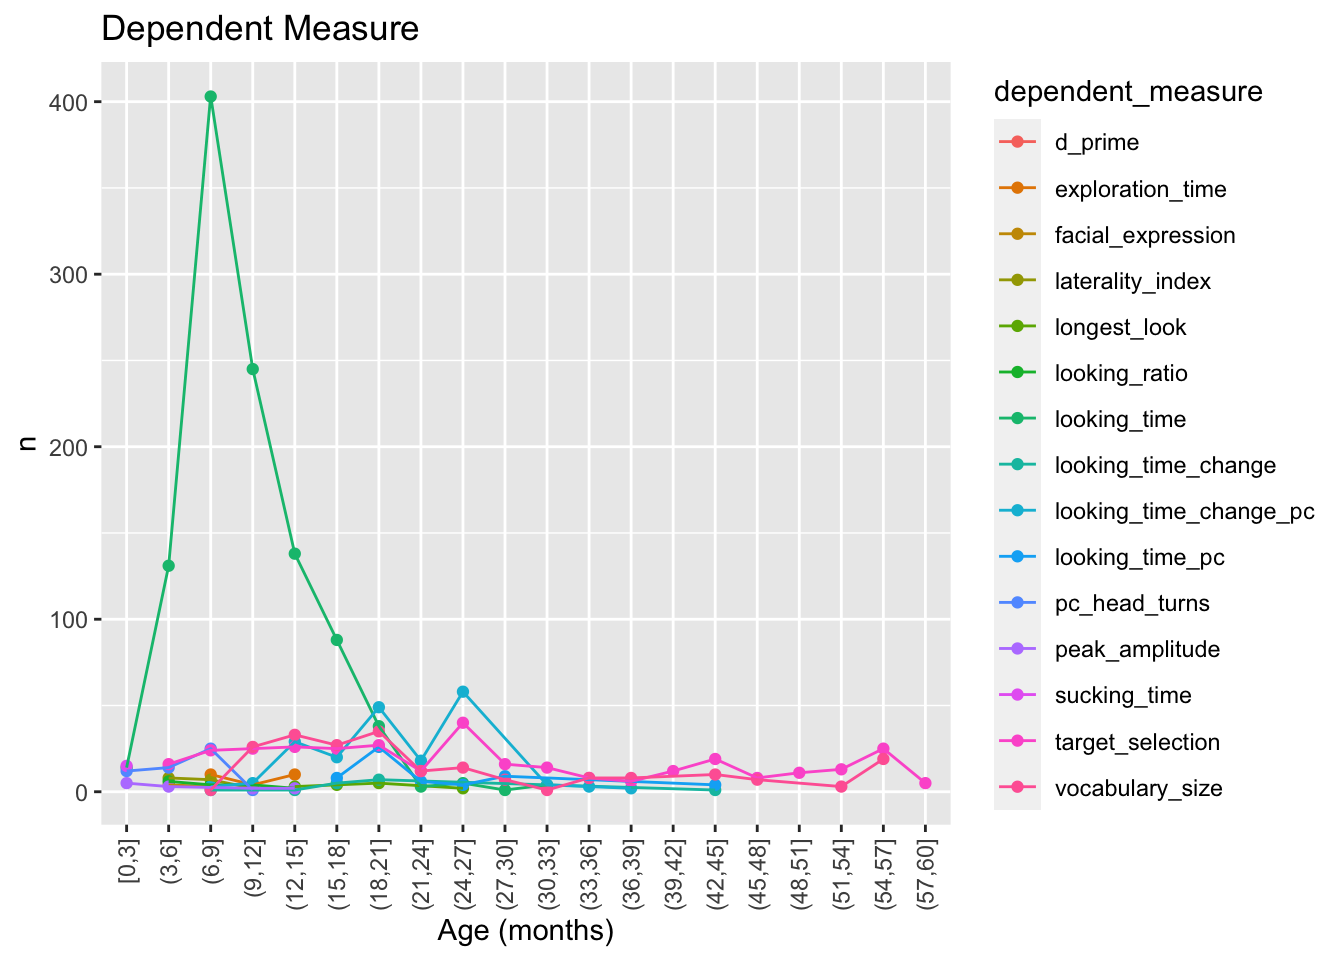 Dependent Measure
n
400
300
200
100
0
[0,3]
(3,6]
(6,9]
(9,12]
(12,15]
(15,18]
(18,21]
(21,24]
(24,27]
(27,30]
(30,33]
(33,36]
(36,39]
(39,42]
(42,45]
(45,48]
(48,51]
(51,54]
(54,57]
(57,60]
Age (months)
dependent_measure
d_prime
exploration_time
facial_expression
laterality_index
longest_look
looking_ratio
looking_time
looking_time_change
looking_time_change_pc
looking_time_pc
pc_head_turns
peak_amplitude
sucking_time
target_selection
vocabulary_size